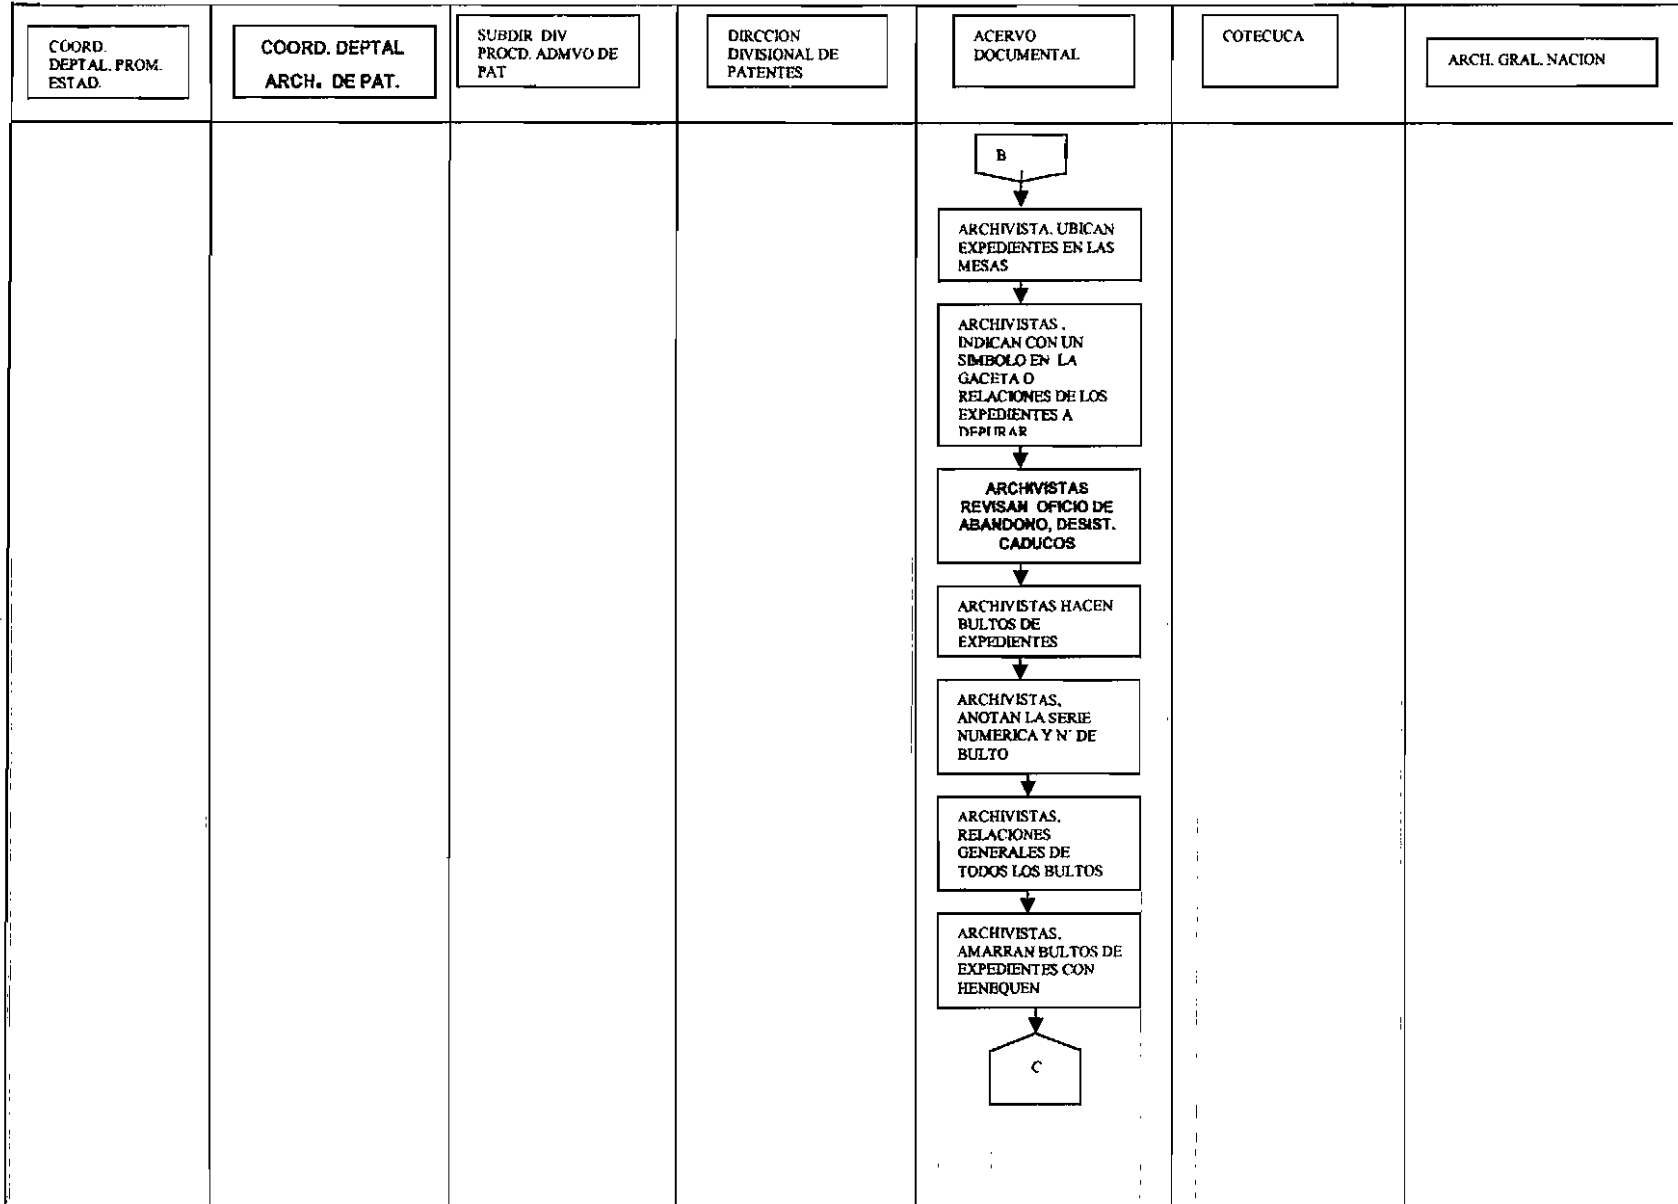 COORD.
DEPTAL. PROM.
ESTAD.
COORD. DEPTAL
ARCH. DE PAT.
SUBDIR DIV
PROCD. ADMVO DE
PAT
DIRCCION
DIVISIONAL DE
PATENTES
ACERVO
DOCUMENTAL
COTECUCA
ARCH. GRAL. NACION
B
ARCHIVISTA. UBICAN
EXPEDIENTES EN LAS
MESAS
ARCHIVISTAS .
INDICAN CON UN
SIMBOLO EN LA
GACETA O
RELACIONES DE LOS
EXPEDIENTES A
DEPURAR
ARCHIVISTAS
REVISAN OFICIO DE
ABANDONO, DESIST.
CADUCOS
ARCHIVISTAS HACEN
BULTOS DE
EXPEDIENTES
ARCHIVISTAS,
ANOTAN LA SERIE
NUMERICA Y N° DE
BULTO
ARCHIVISTAS.
RELACIONES
GENERALES DE
TODOS LOS BULTOS
ARCHIVISTAS.
AMARRAN BULTOS DE
EXPEDIENTES CON
HENEQUEN
C